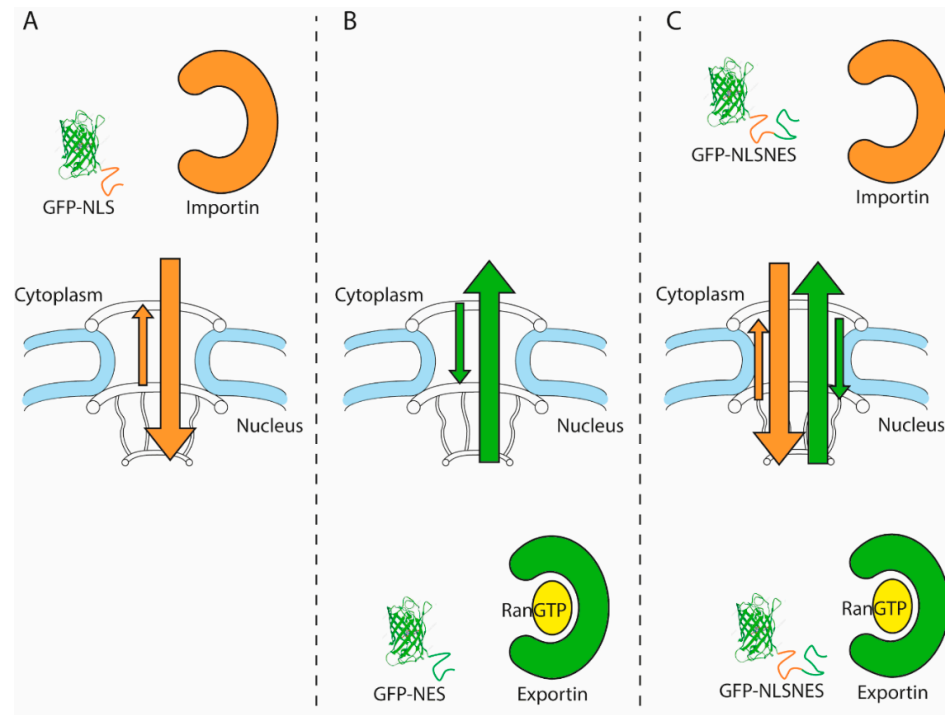 A
GFP-NLS
Importin
Cytoplasm
Nucleus
B
Cytoplasm
Nucleus
RanGTP
GFP-NES
Exportin
C
GFP-NLSNES
Importin
Cytoplasm
Nucleus
RanGTP
GFP-NLSNES
Exportin